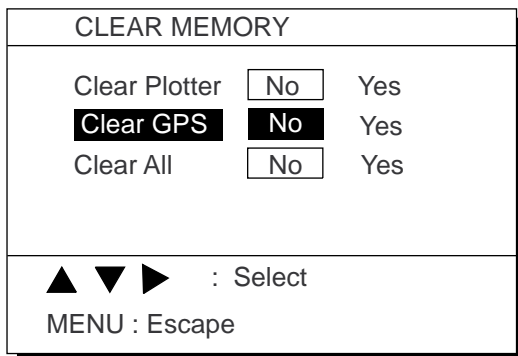 CLEAR MEMORY
Clear Plotter No Yes
Clear GPS No Yes
Clear All No Yes
▲ ▼ ▶ : Select
MENU : Escape